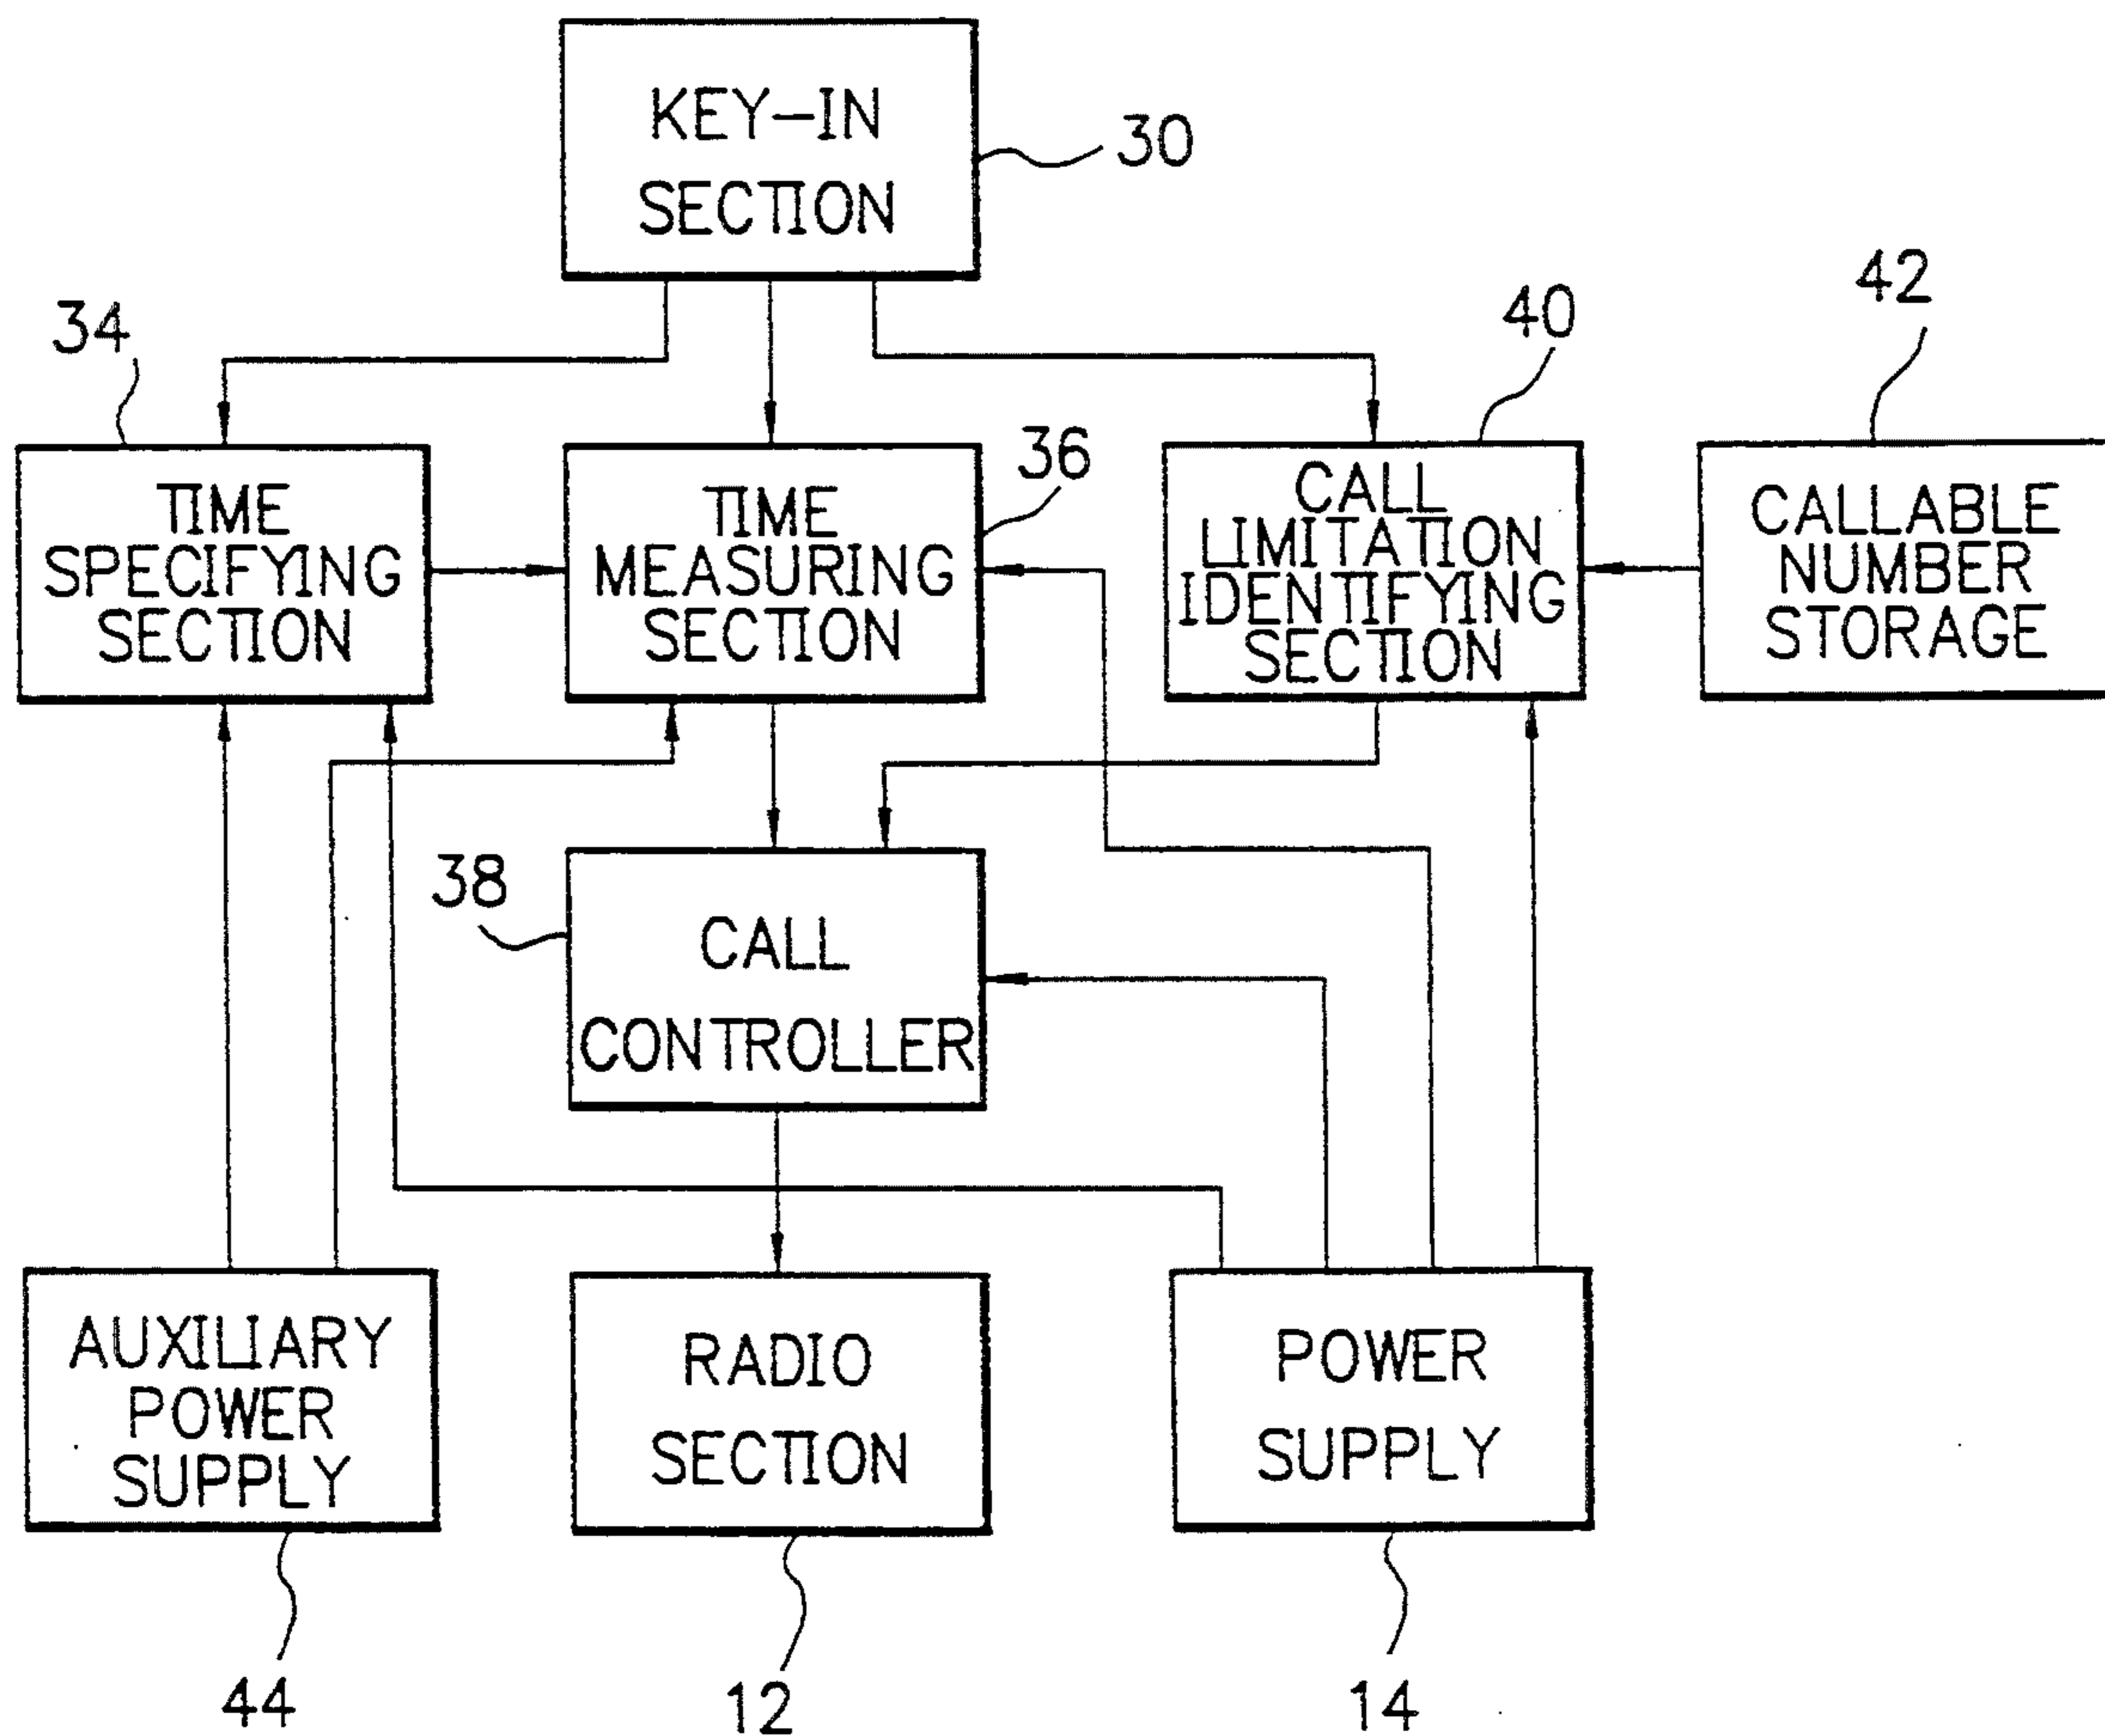 KEY-IN
SECTION
30
34
TIME
SPECIFYING
SECTION
36
TIME
MEASURING
SECTION
40
CALL
LIMITATION
IDENTIFYING
SECTION
42
CALLABLE
NUMBER
STORAGE
38
CALL
CONTROLLER
AUXILIARY
POWER
SUPPLY
44
RADIO
SECTION
12
POWER
SUPPLY
14